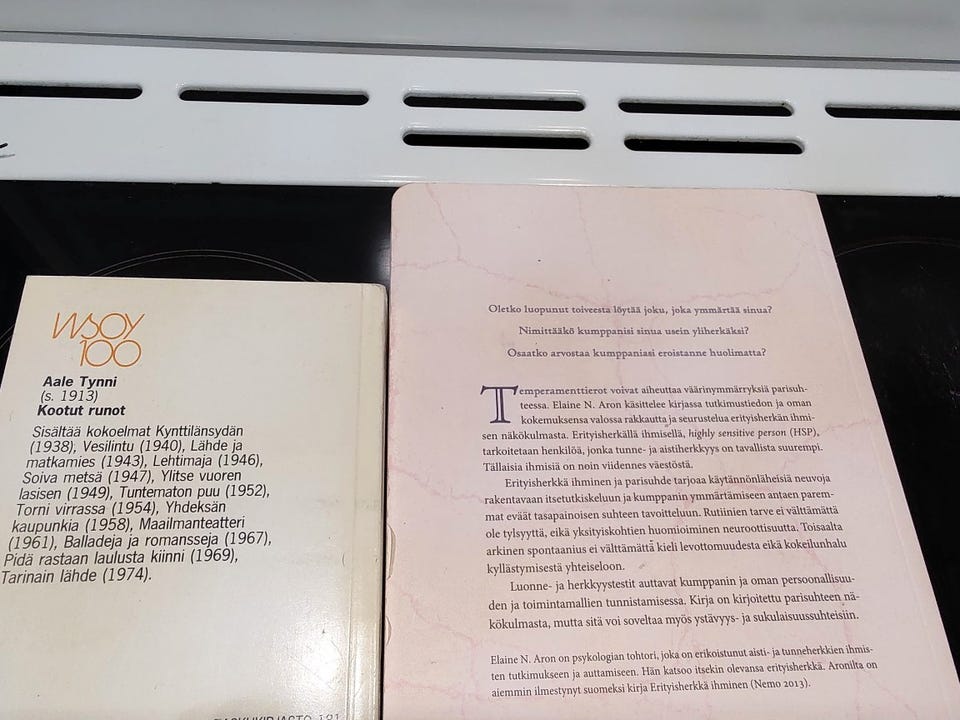 WSOY
100
Aale Tynni
(s. 1913)
Kootut runot
Sisältää kokoelmat Kynttilänsydän
(1938), Vesilintu (1940), Lähde ja
matkamies (1943), Lehtimaja (1946),
Soiva metsä (1947), Ylitse vuoren
lasisen (1949), Tuntematon puu (1952),
Torni virrassa (1954), Yhdeksän
kaupunkia (1958), Maailmanteatteri
(1961), Balladeja ja romansseja (1967),
Pidä rastaan laulusta kiinni (1969),
Tarinain lähde (1974).
Oletko luopunut toiveesta löytää joku, joka ymmärtää sinua?
Nimittääkö kumppanisi sinua usein yliherkäksi?
Osaatko arvostaa kumppaniasi eroistanne huolimatta?
Temperamenttierot voivat aiheuttaa väärinymmärryksiä parisuh-
teessa. Elaine N. Aron käsittelee kirjassa tutkimustiedon ja oman
kokemuksensa valossa rakkautta ja seurustelua erityisherkän ihmi-
sen näkökulmasta. Erityisherkällä ihmisellä, highly sensitive person (HSP),
tarkoitetaan henkilöä, jonka tunne- ja aistiherkkyys on tavallista suurempi.
Tällaisia ihmisiä on noin viidennes väestöstä.
Erityisherkkä ihminen ja parisuhde tarjoaa käytännönläheisiä neuvoja
rakentavaan itsetutkiskeluun ja kumppanin ymmärtämiseen antaen parem-
mat eväät tasapainoisen suhteen tavoitteluun. Rutiinien tarve ei välttämättä
ole tylsyyttä, eikä yksityiskohtien huomioiminen neuroottisuutta. Toisaalta
arkinen spontaanius ei välttämättä kieli levottomuudesta eikä kokeilunhalu
kyllästymisestä yhteiseloon.
Luonne- ja herkkyystestit auttavat kumppanin ja oman persoonallisuu-
den ja toimintamallien tunnistamisessa. Kirja on kirjoitettu parisuhteen nä-
kökulmasta, mutta sitä voi soveltaa myös ystävyys- ja sukulaisuussuhteisiin.
Elaine N. Aron on psykologian tohtori, joka on erikoistunut aisti- ja tunneherkkien ihmis-
ten tutkimukseen ja auttamiseen. Hän katsoo itsekin olevansa erityisherkkä. Aronilta on
aiemmin ilmestynyt suomeksi kirja Erityisherkkä ihminen (Nemo 2013).